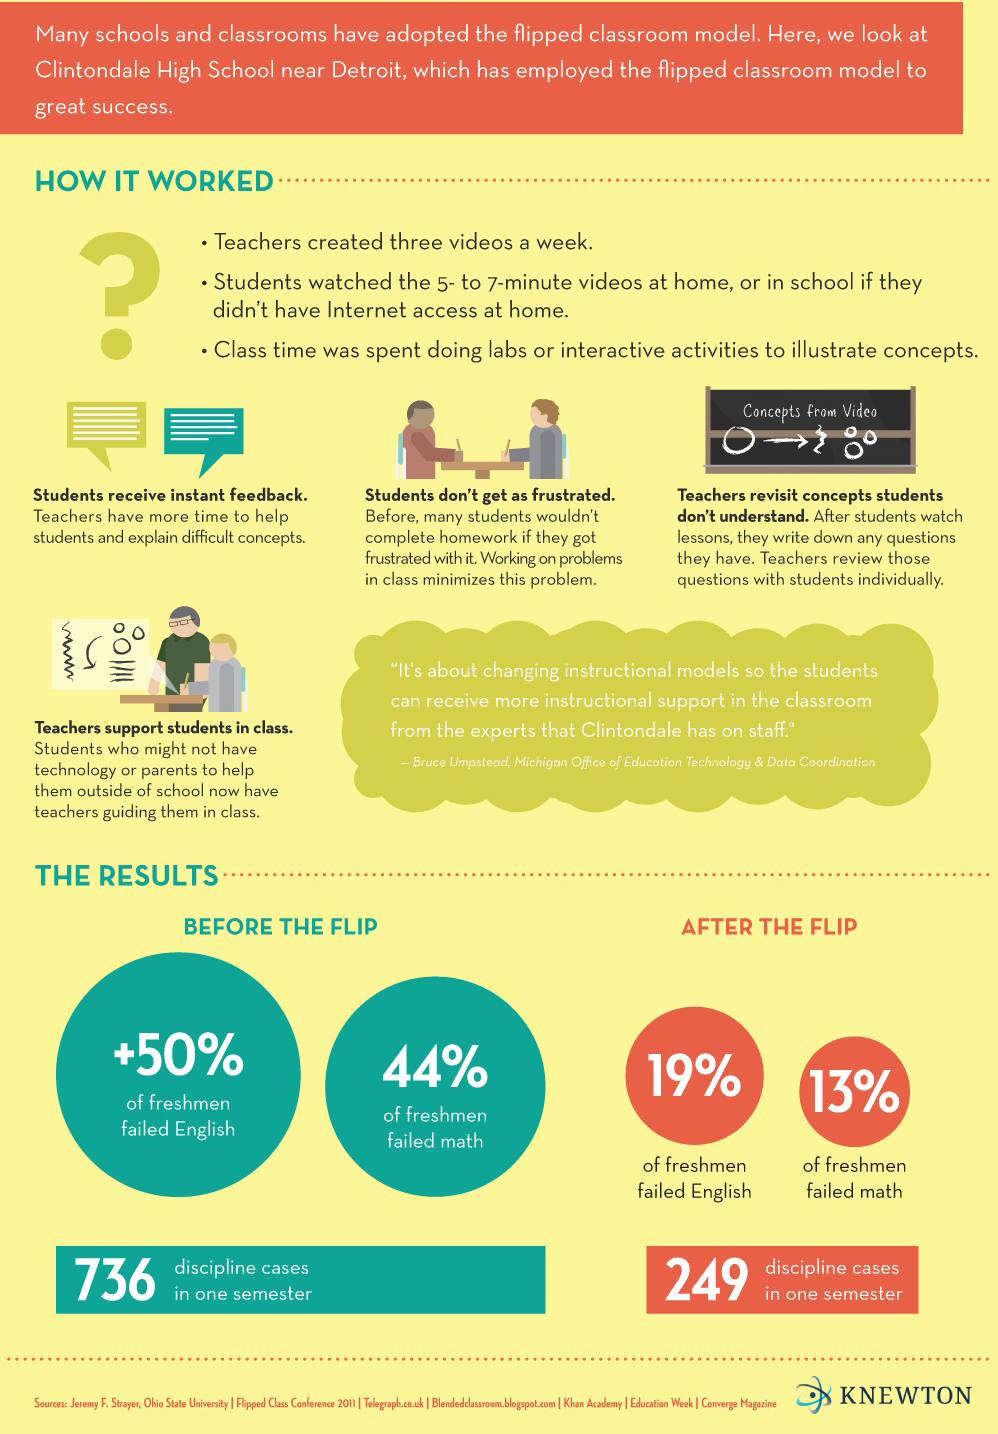 Many schools and classrooms have adopted the flipped classroom model. Here, we look at
Clintondale High School near Detroit, which has employed the flipped classroom model to
great success.
HOW IT WORKED
?
• Teachers created three videos a week.
• Students watched the 5- to 7-minute videos at home, or in school if they
didn't have Internet access at home.
• Class time was spent doing labs or interactive activities to illustrate concepts.
Students receive instant feedback.
Teachers have more time to help
students and explain difficult concepts.
Students don't get as frustrated.
Before, many students wouldn't
complete homework if they got
frustrated with it. Working on problems
in class minimizes this problem.
Concepts from Video
Teachers revisit concepts students
don't understand. After students watch
lessons, they write down any questions
they have. Teachers review those
questions with students individually.
Teachers support students in class.
Students who might not have
technology or parents to help
them outside of school now have
teachers guiding them in class.
“It's about changing instructional models so the students
can receive more instructional support in the classroom
from the experts that Clintondale has on staff."
– Bruce Umpstead, Michigan Office of Education Technology & Data Coordination
THE RESULTS
BEFORE THE FLIP
+50%
of freshmen
failed English
44%
of freshmen
failed math
736
discipline cases
in one semester
AFTER THE FLIP
19%
of freshmen
failed English
13%
of freshmen
failed math
249
discipline cases
in one semester
Sources: Jeremy F. Strayer, Ohio State University | Flipped Class Conference 2011 | Telegraph.co.uk | Blendedclassroom.blogspot.com | Khan Academy | Education Week | Converge Magazine
KNEWTON